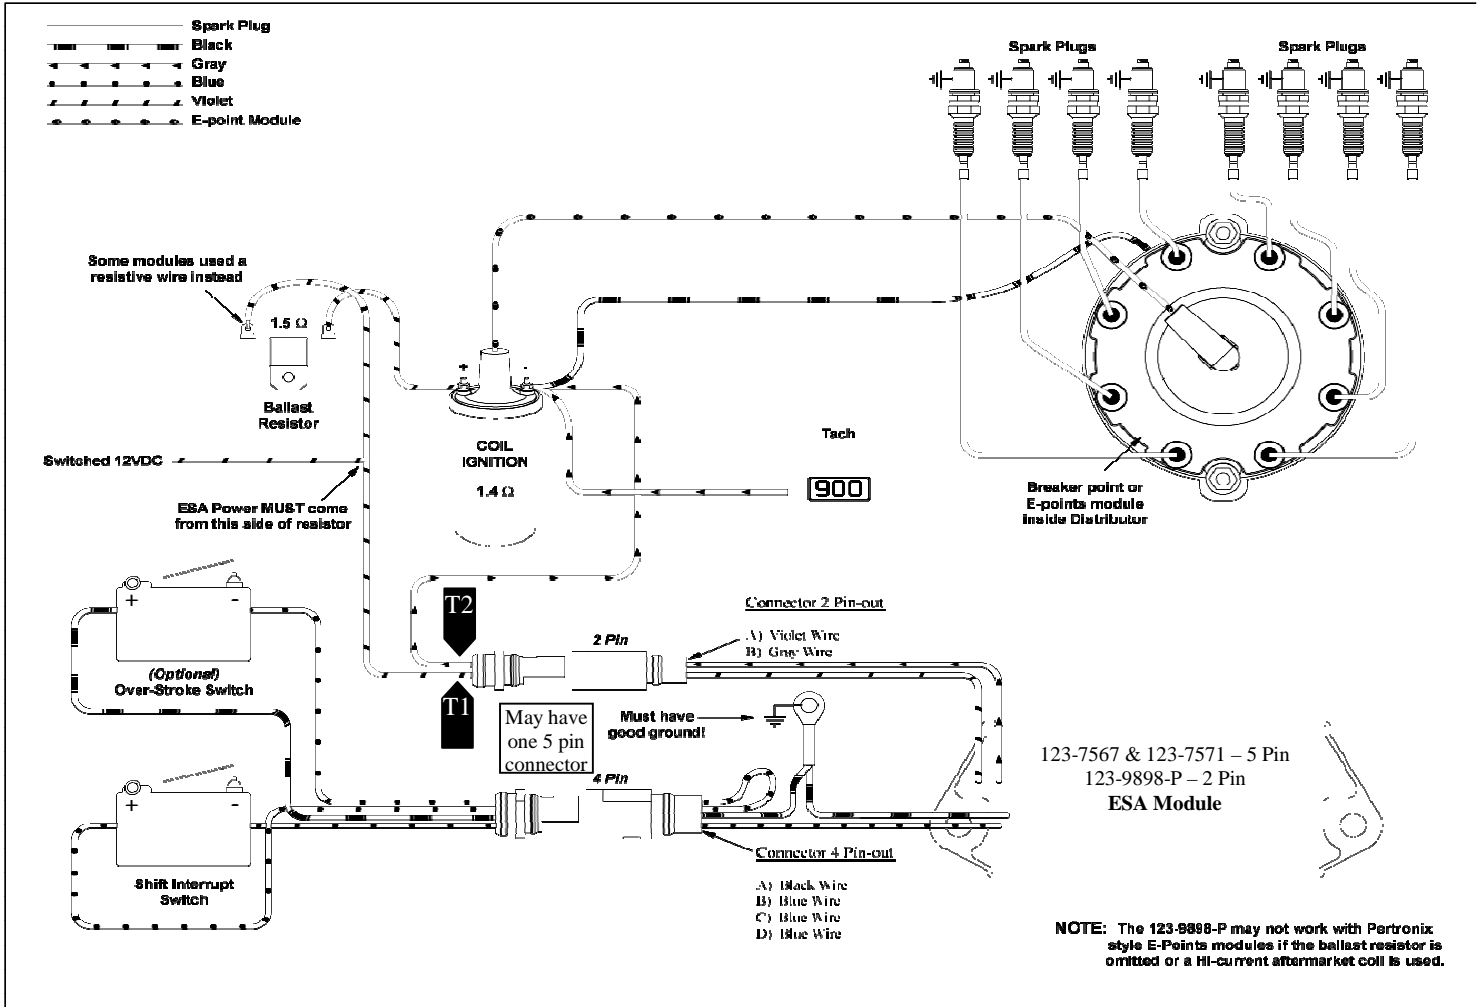 Spark Plug
Black
Gray
Blue
Violet
E-point Module
Spark Plugs
Spark Plugs
Some modules used a
resistive wire instead
1.5 Ω
Ballast
Resistor
+
-
COIL
IGNITION
1.4 Ω
Tach
900
Switched 12VDC
ESA Power MUST come
from this side of resistor
Breaker point or
E-points module
Inside Distributor
+
-
(Optional)
Over-Stroke Switch
T2
T1
2 Pin
Connector 2 Pin-out
A) Violet Wire
B) Gray Wire
May have
one 5 pin
connector
Must have
good ground!
4 Pin
123-7567 & 123-7571 – 5 Pin
123-9898-P – 2 Pin
ESA Module
+
-
Shift Interrupt
Switch
Connector 4 Pin-out
A) Black Wire
B) Blue Wire
C) Blue Wire
D) Blue Wire
NOTE: The 123-9898-P may not work with Pertronix
style E-Points modules if the ballast resistor is
omitted or a Hi-current aftermarket coil is used.